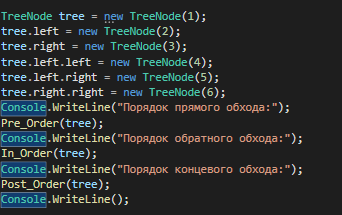 TreeNode tree = new TreeNode(1);
tree.left = new TreeNode(2);
tree.right = new TreeNode(3);
tree.left.left = new TreeNode(4);
tree.left.right = new TreeNode(5);
tree.right.right = new TreeNode(6);
Console.WriteLine("Порядок прямого обхода:");
Pre_Order(tree);
Console.WriteLine("Порядок обратного обхода:");
In_Order(tree);
Console.WriteLine("Порядок концевого обхода:");
Post_Order(tree);
Console.WriteLine();